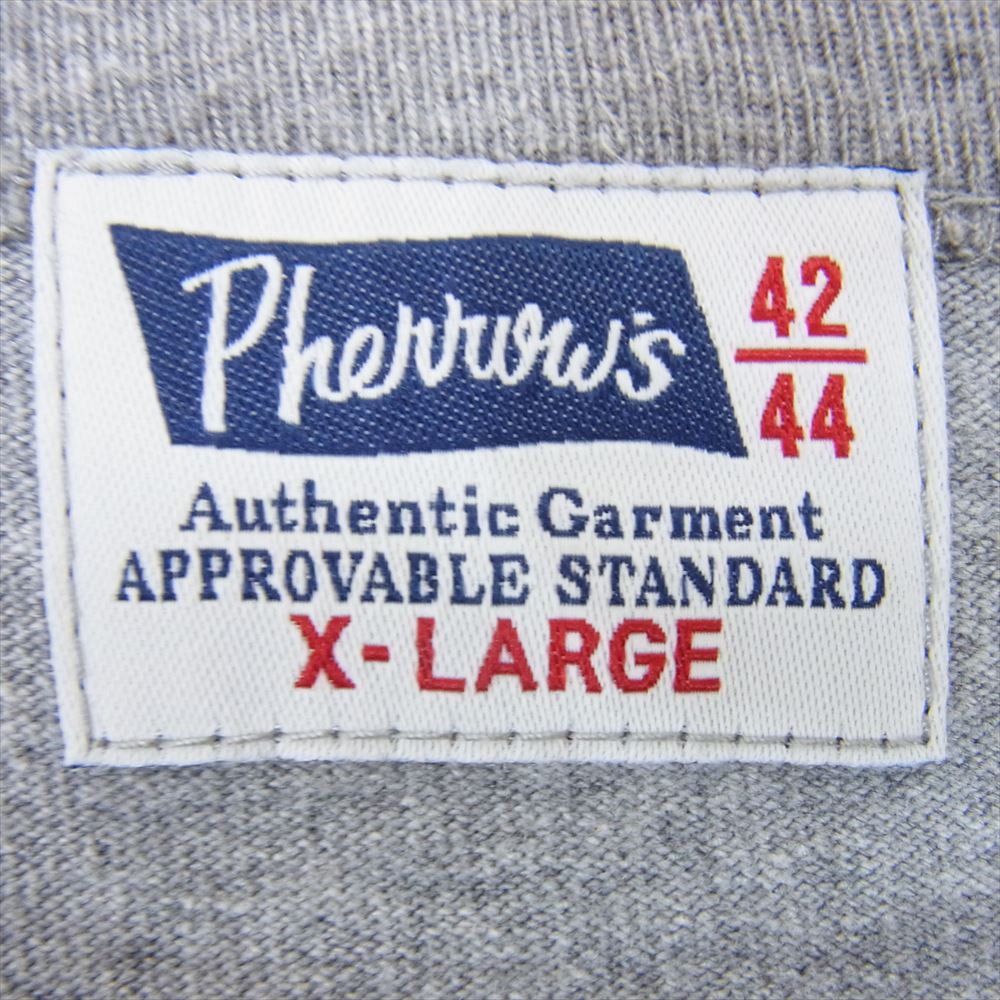 Pherrow's
42
44
Authentic Garment
APPROVABLE STANDARD
X-LARGE